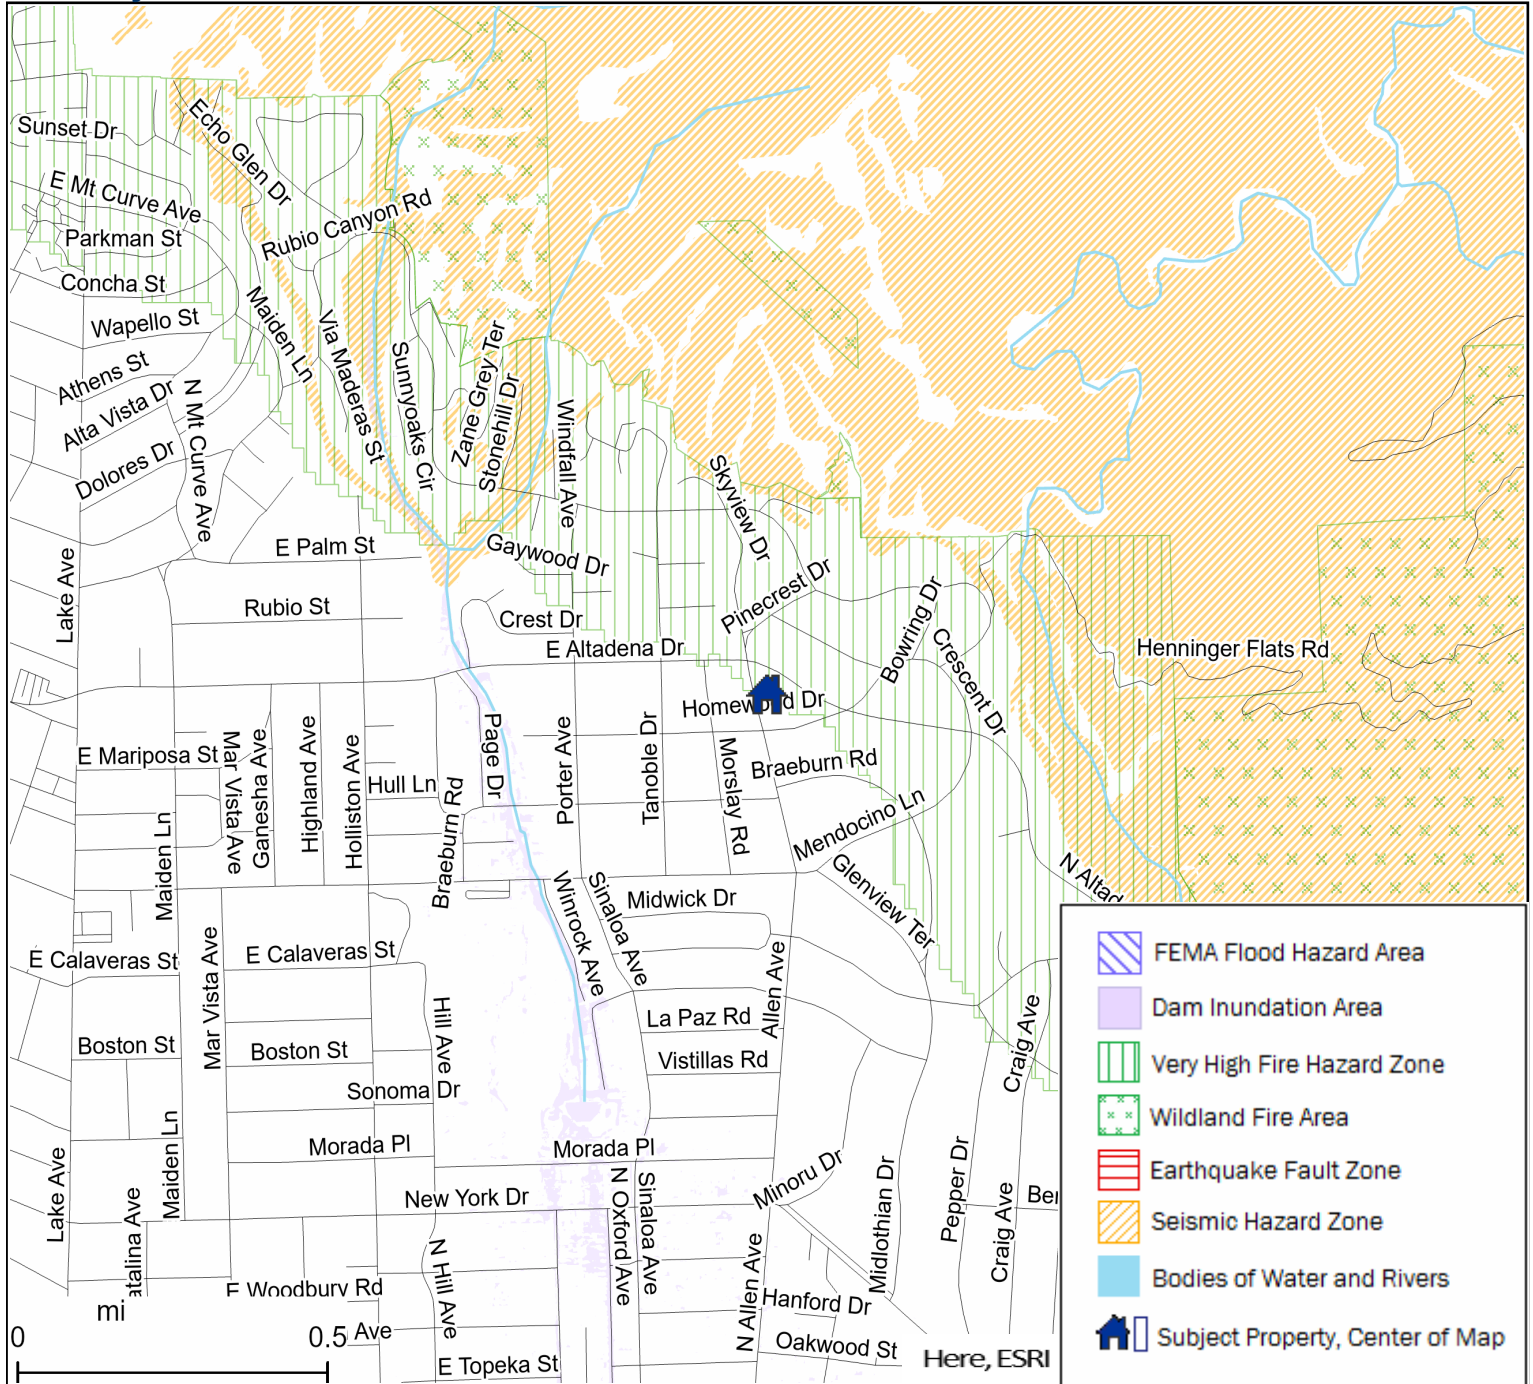 Sunset Dr
Echo Glen Dr
E Mt Curve Ave
Parkman St
Rubio Canyon Rd
Concha St
Wapello St
Maiden Ln
Via Maderas St
Sunnyoaks Cir
Zane Grey Ter
Stonehill Dr
Windfall Ave
Athens St
Alta Vista Dr
N Mt Curve Ave
Dolores Dr
Skyview Dr
E Palm St
Gaywood Dr
Lake Ave
Rubio St
Crest Dr
Pinecrest Dr
Bowring Dr
Crescent Dr
E Altadena Dr
Henninger Flats Rd
Homewood Dr
Page Dr
Porter Ave
Tanoble Dr
Morslay Rd
E Mariposa St
Mar Vista Ave
Ganesha Ave
Highland Ave
Holliston Ave
Hull Ln
Braeburn Rd
Braeburn Rd
Mendocino Ln
Maiden Ln
Glenview Ter
N Altad
Winrock Ave
Sinaloa Ave
Midwick Dr
E Calaveras St
E Calaveras St
Mar Vista Ave
Allen Ave
Hill Ave
La Paz Rd
Boston St
Boston St
Vistillas Rd
Craig Ave
Sonoma Dr
Maiden Ln
Morada Pl
Morada Pl
Lake Ave
atalina Ave
New York Dr
N Oxford Ave
Sinaloa Ave
Minoru Dr
Midlothian Dr
Pepper Dr
Craig Ave
Ber
N Hill Ave
E Woodbury Rd
N Allen Ave
Hanford Dr
Oakwood St
Ave
E Topeka St
mi
0 0.5
Here, ESRI
FEMA Flood Hazard Area
Dam Inundation Area
Very High Fire Hazard Zone
Wildland Fire Area
Earthquake Fault Zone
Seismic Hazard Zone
Bodies of Water and Rivers
Subject Property, Center of Map